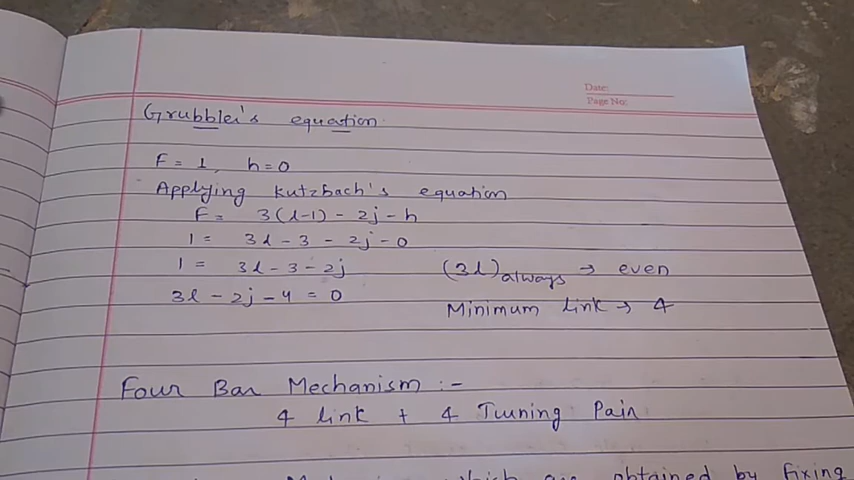 Date:
Page No:
Grubbler's equation
F = 1, h = 0
Applying Kutzbach's equation
F = 3(l-1) - 2j - h
1 = 3l - 3 - 2j - 0
1 = 3l - 3 - 2j
(3l)always → even
3l - 2j - 4 = 0
Minimum link → 4
Four Bar Mechanism :-
4 link + 4 Turning Pair
which are obtained by fixing